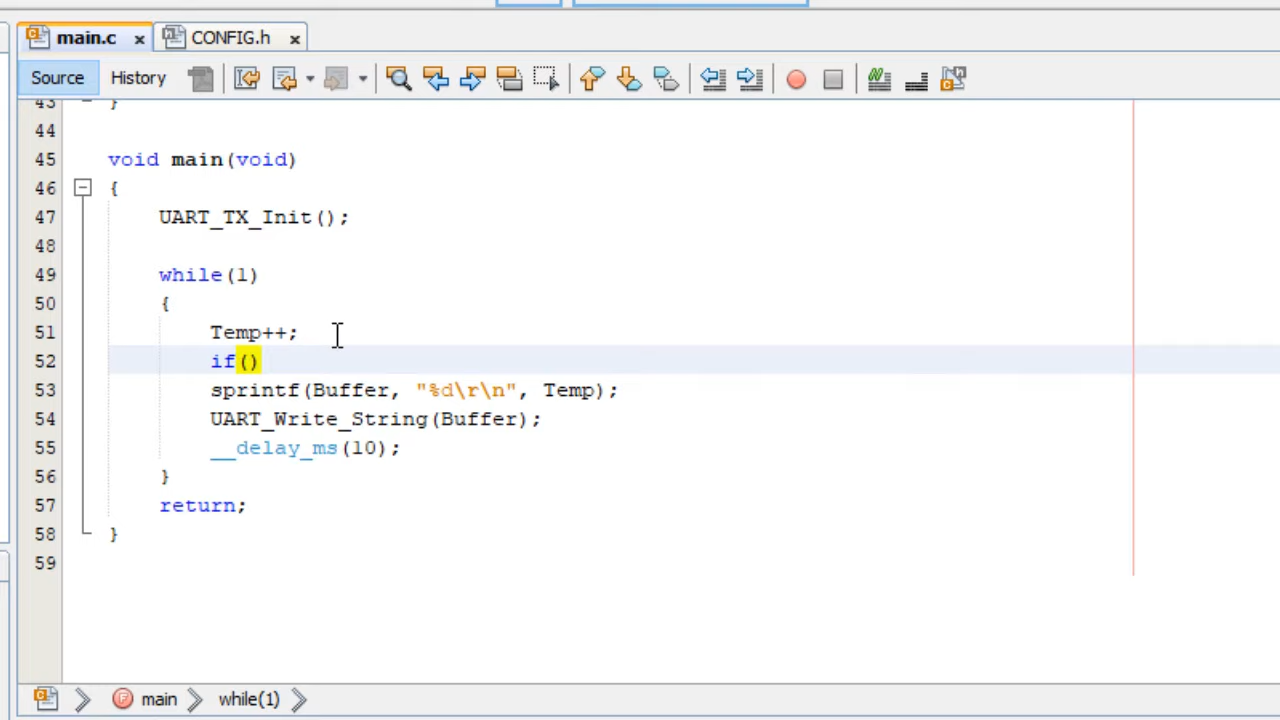 main.c x CONFIG.h x
Source History
43 }
44
45 void main(void)
46 {
47 UART_TX_Init();
48
49 while(1)
50 {
51 Temp++;
52 if()
53 sprintf(Buffer, "%d\r\n", Temp);
54 UART_Write_String(Buffer);
55 __delay_ms(10);
56 }
57 return;
58 }
59
main while(1)